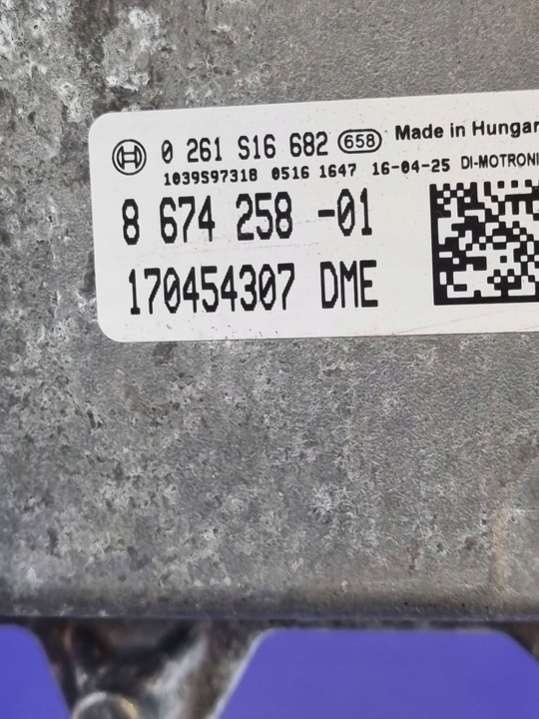 0 261 S16 682 658 Made in Hungar
1039S97318 0516 1647 16-04-25 DI-MOTRONI
8 674 258 -01
170454307 DME